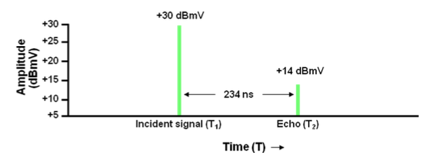 +30 dBmV
+30
+25
+20
+15
+10
+5
Amplitude
(dBmV)
+14 dBmV
234 ns
Incident signal (T₁)
Echo (T₂)
Time (T) →